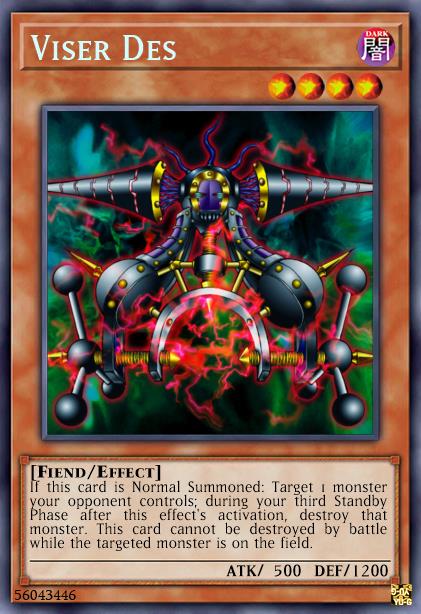 Viser Des
DARK
闇
[Fiend/Effect]
If this card is Normal Summoned: Target 1 monster
your opponent controls; during your third Standby
Phase after this effect's activation, destroy that
monster. This card cannot be destroyed by battle
while the targeted monster is on the field.
ATK/ 500 DEF/1200
56043446